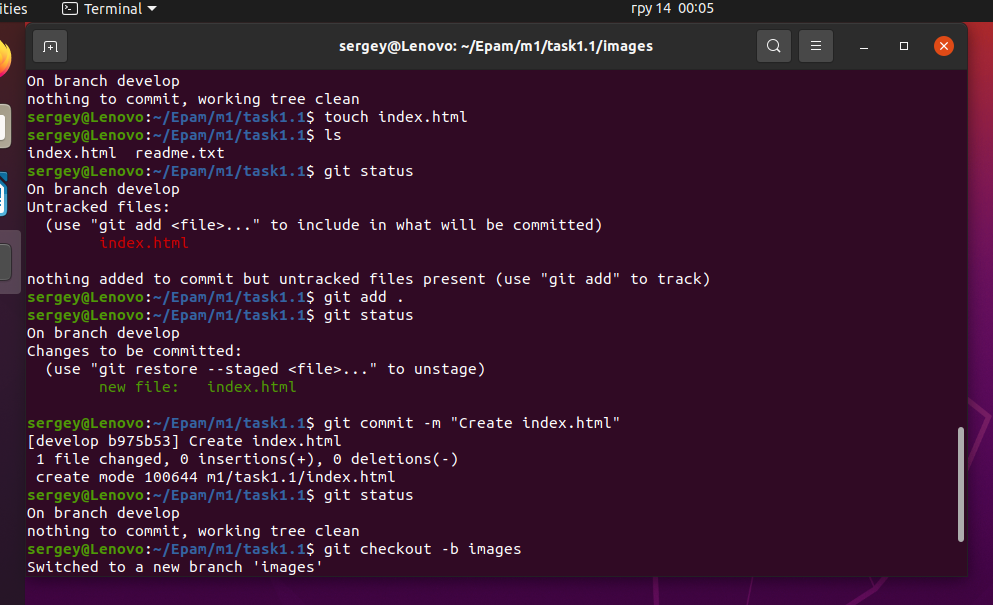 ities Terminal гру 14 00:05
sergey@Lenovo: ~/Epam/m1/task1.1/images
On branch develop
nothing to commit, working tree clean
sergey@Lenovo:~/Epam/m1/task1.1$ touch index.html
sergey@Lenovo:~/Epam/m1/task1.1$ ls
index.html  readme.txt
sergey@Lenovo:~/Epam/m1/task1.1$ git status
On branch develop
Untracked files:
  (use "git add <file>..." to include in what will be committed)
        index.html
nothing added to commit but untracked files present (use "git add" to track)
sergey@Lenovo:~/Epam/m1/task1.1$ git add .
sergey@Lenovo:~/Epam/m1/task1.1$ git status
On branch develop
Changes to be committed:
  (use "git restore --staged <file>..." to unstage)
        new file:   index.html
sergey@Lenovo:~/Epam/m1/task1.1$ git commit -m "Create index.html"
[develop b975b53] Create index.html
 1 file changed, 0 insertions(+), 0 deletions(-)
 create mode 100644 m1/task1.1/index.html
sergey@Lenovo:~/Epam/m1/task1.1$ git status
On branch develop
nothing to commit, working tree clean
sergey@Lenovo:~/Epam/m1/task1.1$ git checkout -b images
Switched to a new branch 'images'